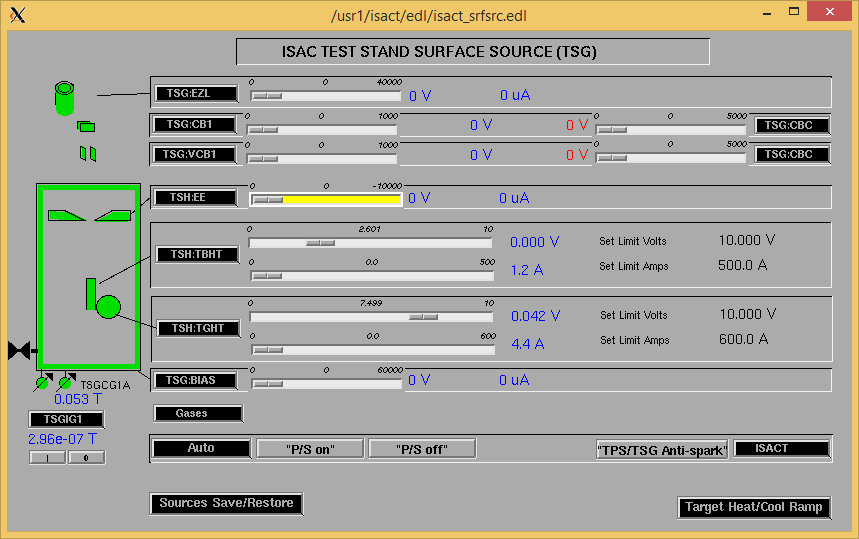 /usr1/isact/edl/isact_srfsrc.edl
ISAC TEST STAND SURFACE SOURCE (TSG)
0 0 40000
TSG:EZL 0 V 0 uA
0 1000 0 5000
TSG:CB1 0 V 0 V TSG:CBC
0 1000 0 5000
TSG:VCB1 0 V 0 V TSG:CBC
0 0 -10000
TSH:EE 0 V 0 uA
0 2.601 10
0.000 V Set Limit Volts 10.000 V
TSH:TBHT
0 0.0 500
1.2 A Set Limit Amps 500.0 A
0 7.499 10
0.042 V Set Limit Volts 10.000 V
TSH:TGHT
0 0.0 600
4.4 A Set Limit Amps 600.0 A
0 60000
TSG:BIAS 0 V 0 uA
TSGCG1A
0.053 T
TSGIG1
2.96e-07 T
I 0
Gases
Auto "P/S on" "P/S off" "TPS/TSG Anti-spark" ISACT
Sources Save/Restore
Target Heat/Cool Ramp